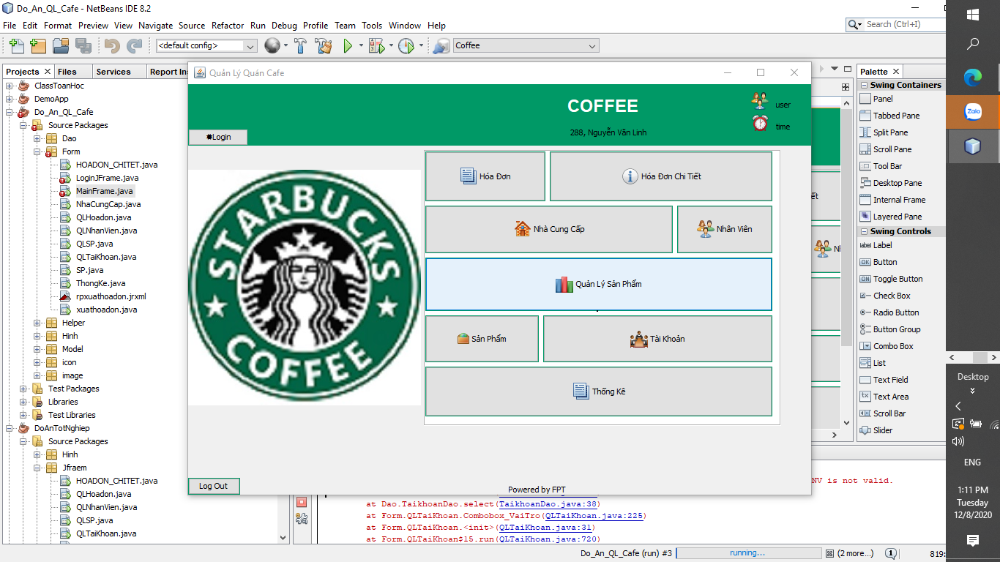 Do_An_QL_Cafe - NetBeans IDE 8.2
File Edit Format Preview View Navigate Source Refactor Run Debug Profile Team Tools Window Help
Search (Ctrl+I)
<default config>
Coffee
Projects
Files
Services
Report Ins
ClassToanHoc
DemoApp
Do_An_QL_Cafe
Source Packages
Dao
Form
HOADON_CHITET.java
LoginJFrame.java
MainFrame.java
NhaCungCap.java
QLHoadon.java
QLNhanVien.java
QLSP.java
QLTaiKhoan.java
SP.java
ThongKe.java
rpxuathoadon.jrxml
xuathoadon.java
Helper
Hinh
Model
icon
image
Test Packages
Libraries
Test Libraries
DoAnTotNghiep
Source Packages
Hinh
Jfraem
HOADON_CHITET.java
QLHoadon.java
QLNhanVien.java
QLSP.java
QLTaiKhoan.java
Quản Lý Quán Cafe
COFFEE
288, Nguyễn Văn Linh
user
time
✸Login
STARBUCKS
COFFEE
Hóa Đơn
Hóa Đơn Chi Tiết
Nhà Cung Cấp
Nhân Viên
Quản Lý Sản Phẩm
Sản Phẩm
Tài Khoản
Thống Kê
Log Out
Powered by FPT
ết
NV is not valid.
at Dao.TaikhoanDao.select(TaikhoanDao.java:38)
at Form.QLTaiKhoan.Combobox_VaiTro(QLTaiKhoan.java:225)
at Form.QLTaiKhoan.<init>(QLTaiKhoan.java:31)
at Form.QLTaiKhoan$15.run(QLTaiKhoan.java:720)
Do_An_QL_Cafe (run) #3
running...
(2 more...)
1
819:
Palette
Swing Containers
Panel
Tabbed Pane
Split Pane
Scroll Pane
Tool Bar
Desktop Pane
Internal Frame
Layered Pane
Swing Controls
label Label
OK Button
ON Toggle Button
Check Box
Radio Button
Button Group
Combo Box
List
Text Field
Text Area
Scroll Bar
Slider
Zalo
Desktop
ENG
1:11 PM
Tuesday
12/8/2020